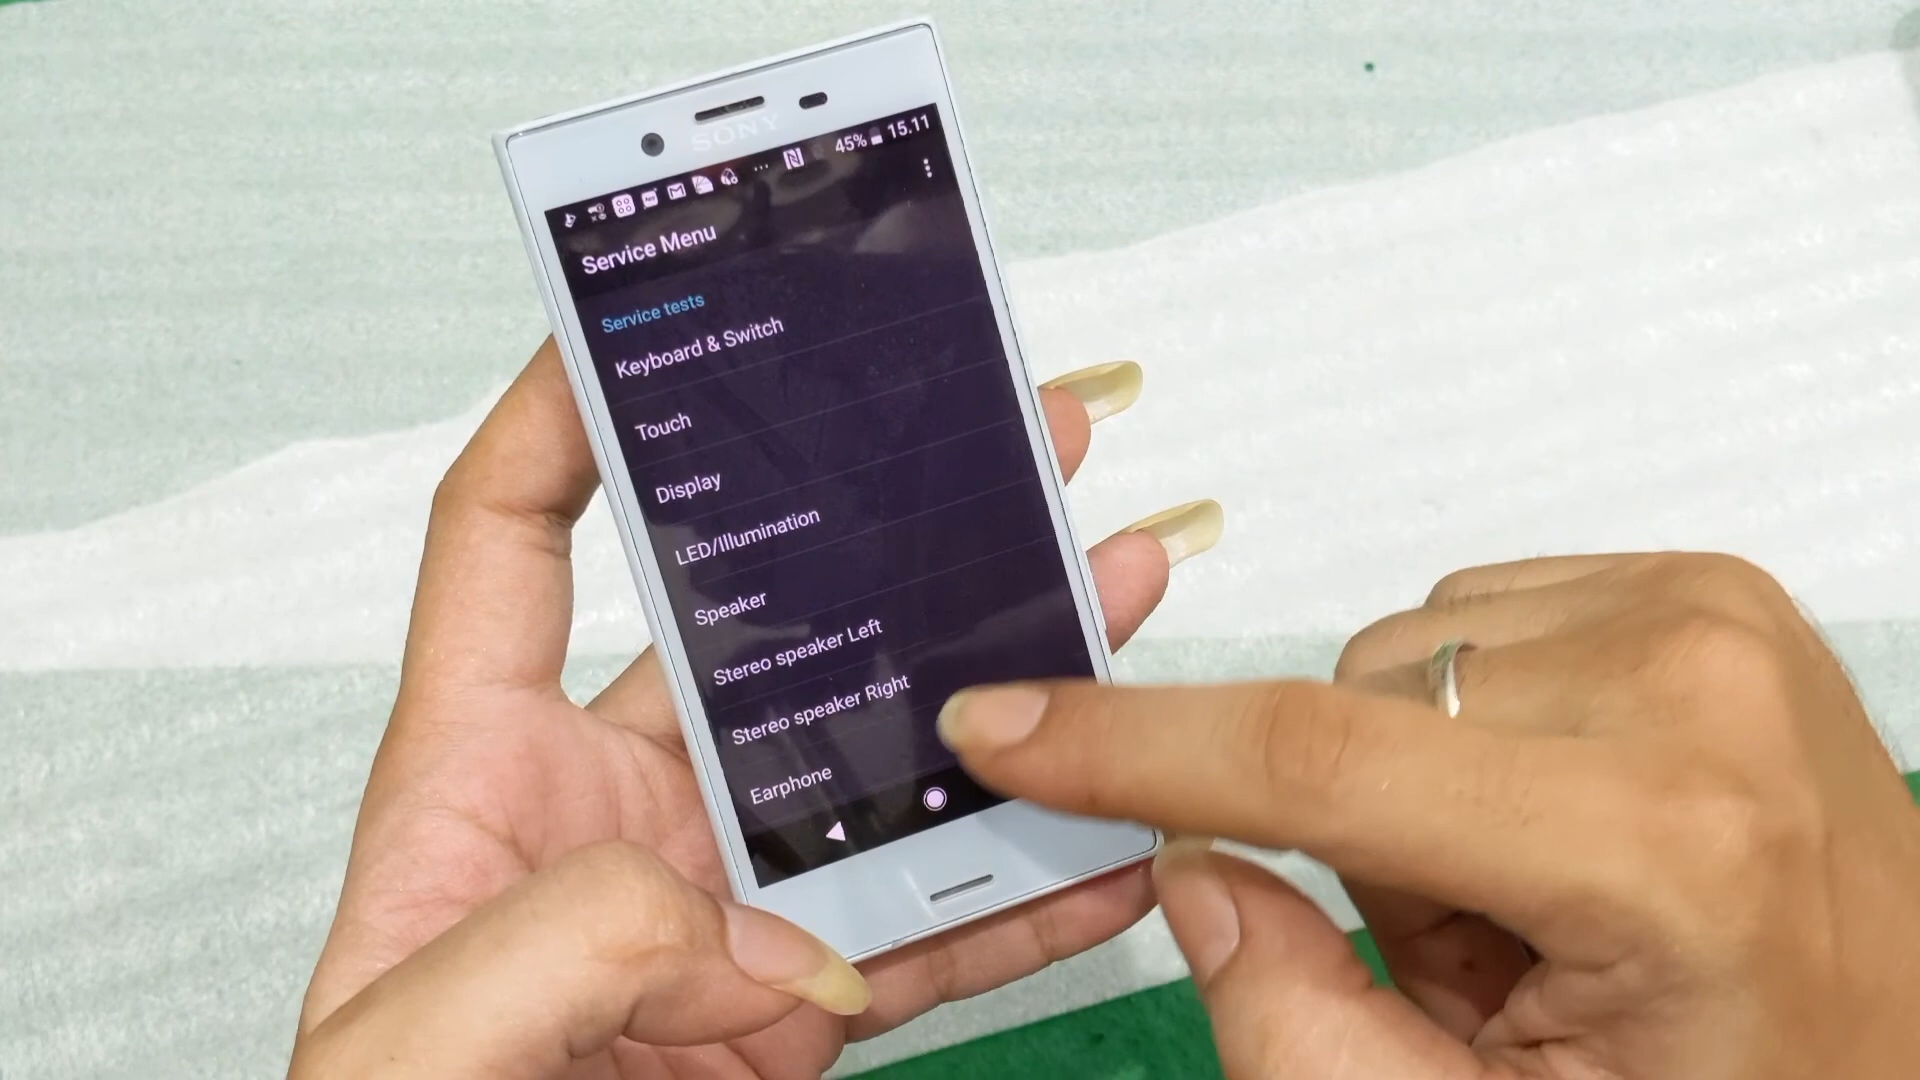 SONY
45% 15.11
Service Menu
Service tests
Keyboard & Switch
Touch
Display
LED/Illumination
Speaker
Stereo speaker Left
Stereo speaker Right
Earphone